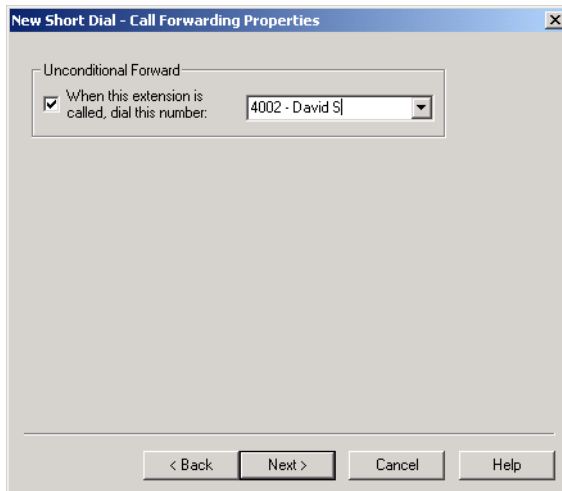 New Short Dial - Call Forwarding Properties
Unconditional Forward
When this extension is
called, dial this number:
4002 - David S
< Back
Next >
Cancel
Help